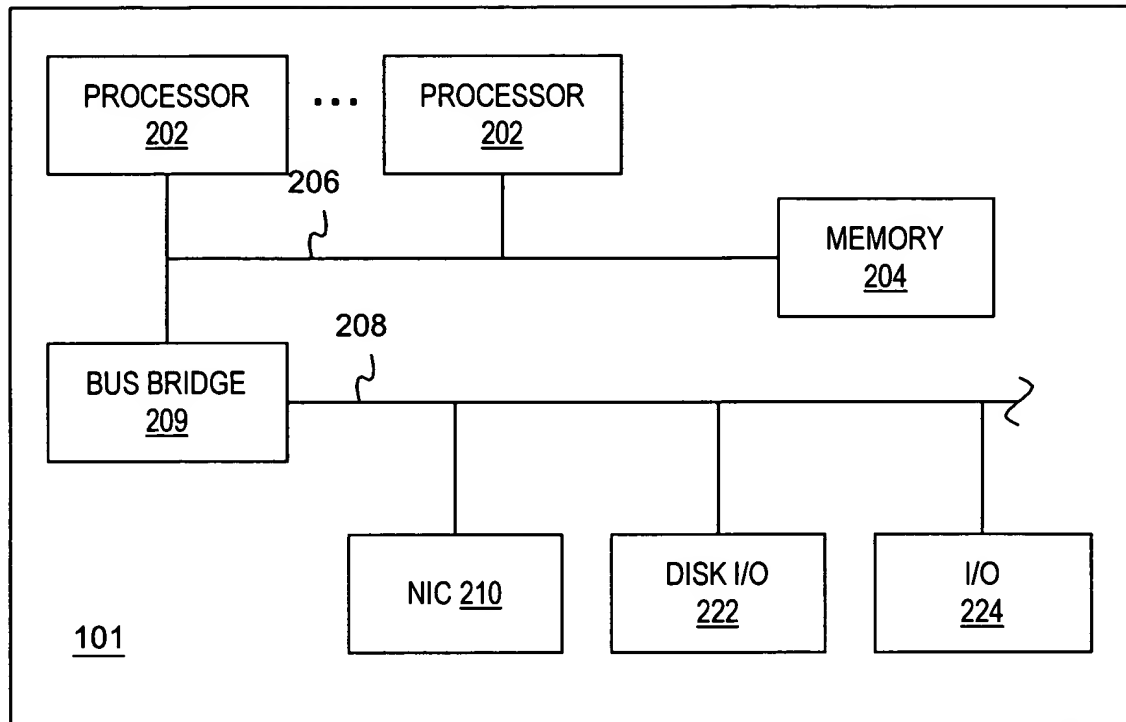 PROCESSOR
202
...
PROCESSOR
202
206
MEMORY
204
208
BUS BRIDGE
209
NIC 210
DISK I/O
222
I/O
224
101